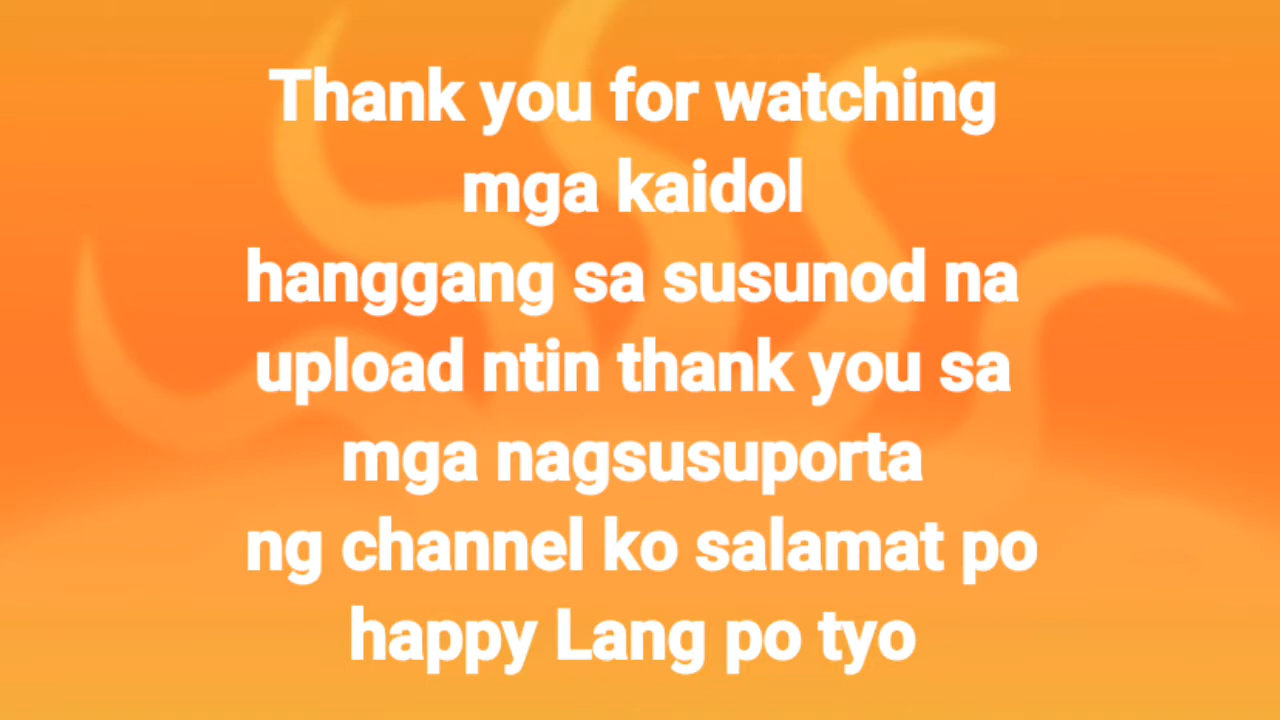 Thank you for watching
mga kaidol
hanggang sa susunod na
upload ntin thank you sa
mga nagsusuporta
ng channel ko salamat po
happy Lang po tyo